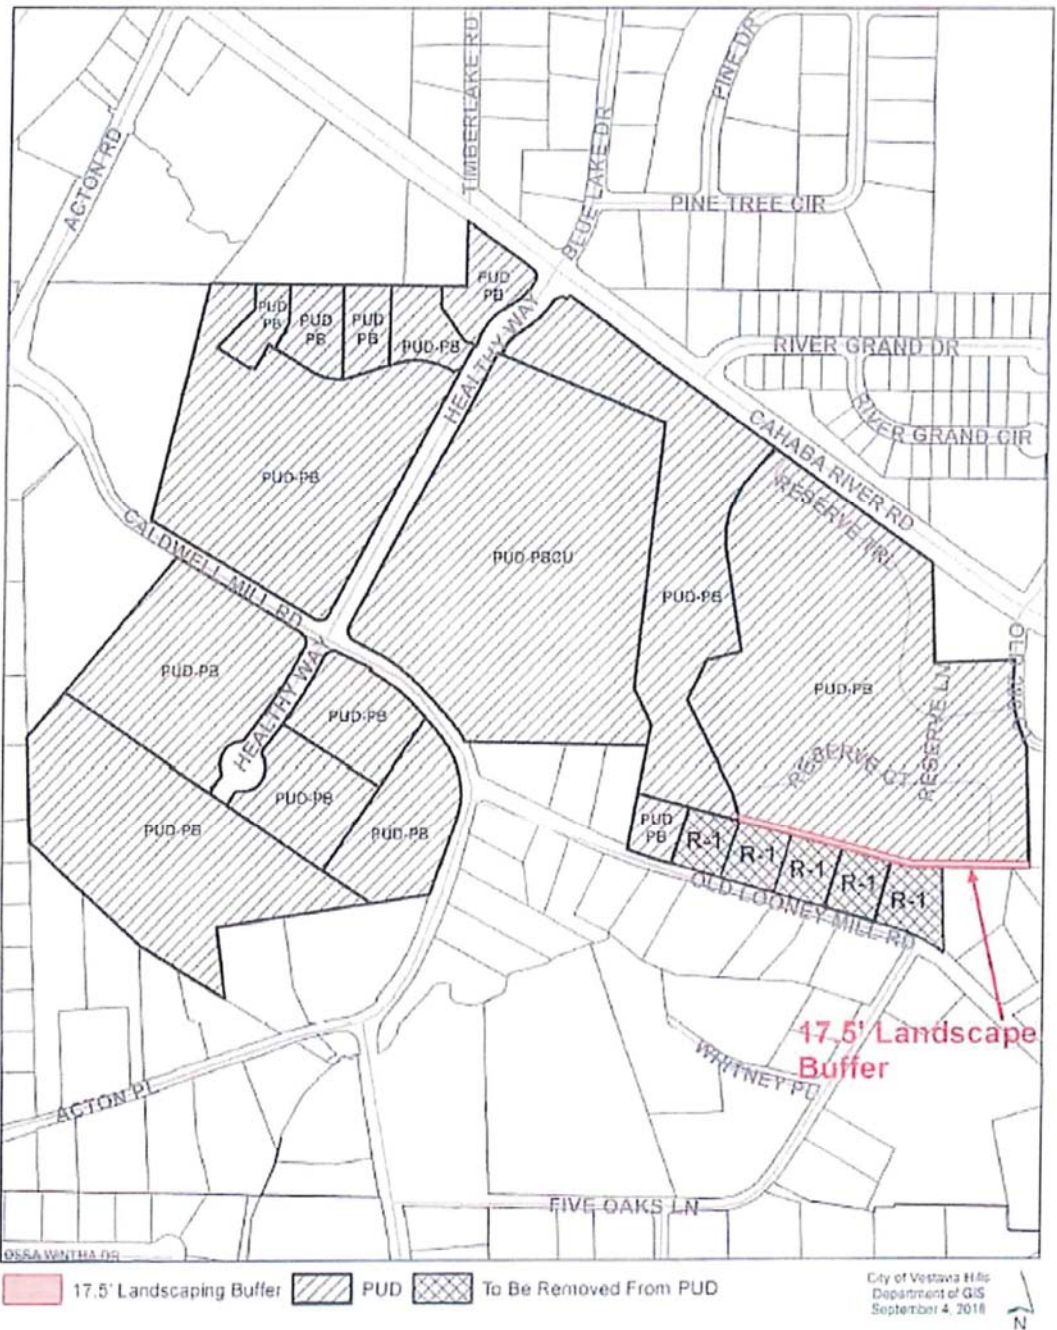 TIMBERLAKE RD
PINE DR
ACTON RD
BLUE LAKE DR
PINE TREE CIR
PUD
PB
PUD
PB
PUD
PB
PUD
PB
PUD-PB
HEALTHY WAY
RIVER GRAND DR
RIVER GRAND CIR
CAHABA RIVER RD
RESERVE TRL
PUD-PB
CALDWELL MILL RD
PUD-PBCU
PUD-PB
PUD-PB
HEALTHY WAY
PUD-PB
PUD-PB
RESERVE LN
RESERVE CT
PUD-PB
PUD-PB
PUD-PB
PUD
PB
R-1
R-1
R-1
R-1
R-1
OLD LOONEY MILL RD
17.5' Landscape
Buffer
WHITNEY PL
ACTON PL
FIVE OAKS LN
OSSA WINTHA DR
17.5' Landscaping Buffer
PUD
To Be Removed From PUD
City of Vestavia Hills
Department of GIS
September 4, 2018
N